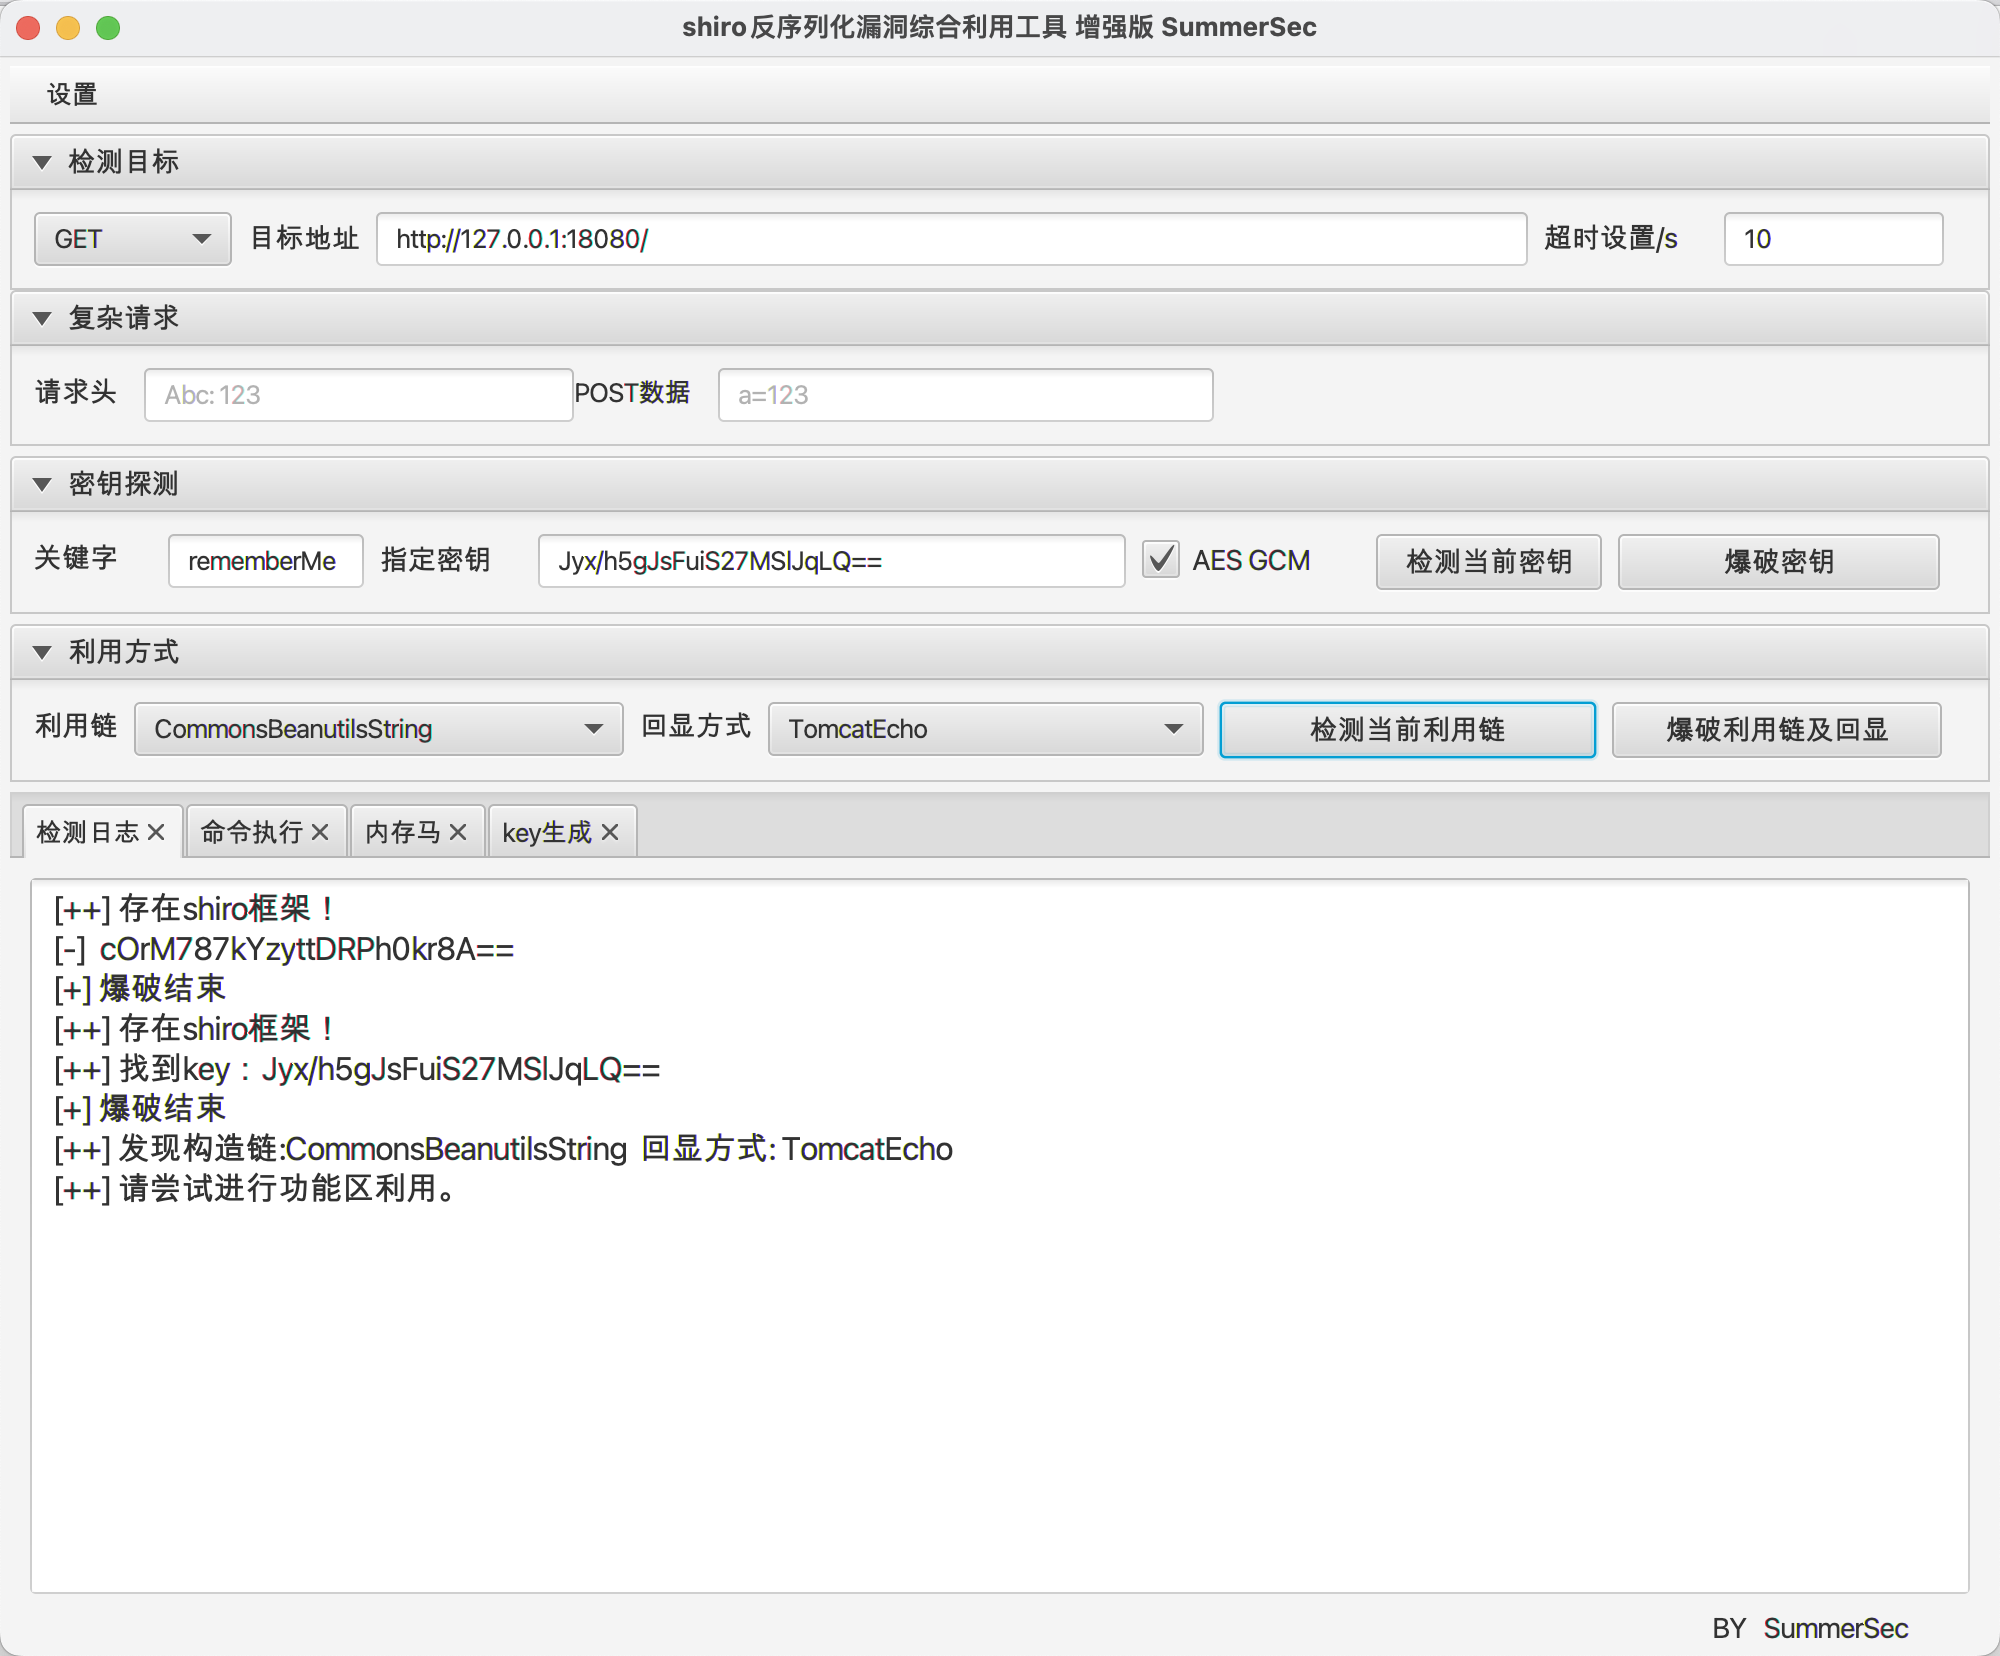 shiro反序列化漏洞综合利用工具 增强版 SummerSec
设置
检测目标
GET 目标地址 http://127.0.0.1:18080/ 超时设置/s 10
复杂请求
请求头 Abc: 123 POST数据 a=123
密钥探测
关键字 rememberMe 指定密钥 Jyx/h5gJsFuiS27MSlJqLQ== AES GCM 检测当前密钥 爆破密钥
利用方式
利用链 CommonsBeanutilsString 回显方式 TomcatEcho 检测当前利用链 爆破利用链及回显
检测日志 命令执行 内存马 key生成
[++] 存在shiro框架！
[-] cOrM787kYzyttDRPh0kr8A==
[+] 爆破结束
[++] 存在shiro框架！
[++] 找到key：Jyx/h5gJsFuiS27MSlJqLQ==
[+] 爆破结束
[++] 发现构造链:CommonsBeanutilsString 回显方式: TomcatEcho
[++] 请尝试进行功能区利用。
BY SummerSec